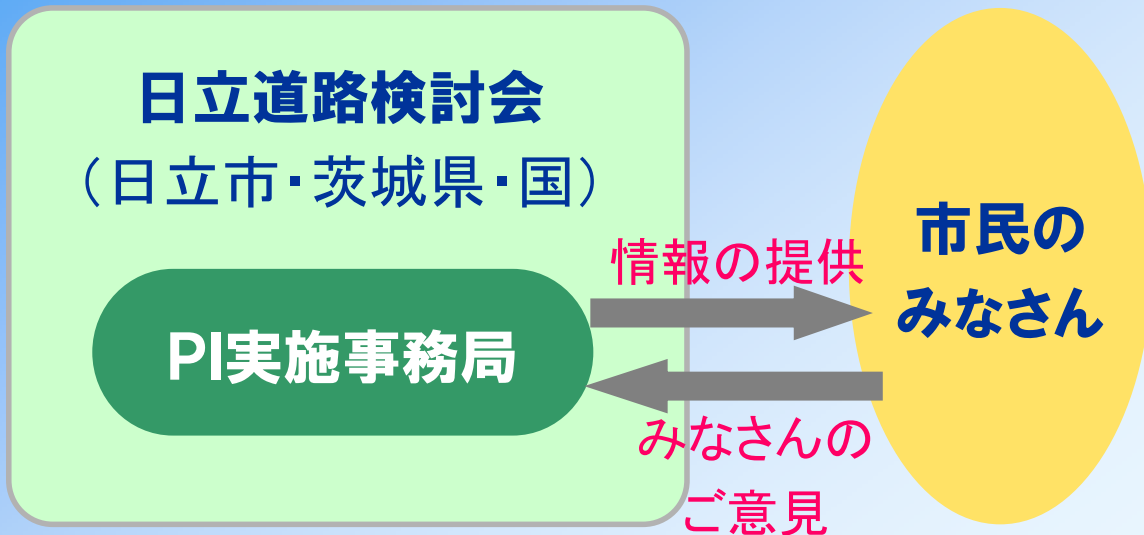 日立道路検討会
（日立市・茨城県・国）
PI実施事務局
情報の提供
みなさんの
ご意見
市民の
みなさん